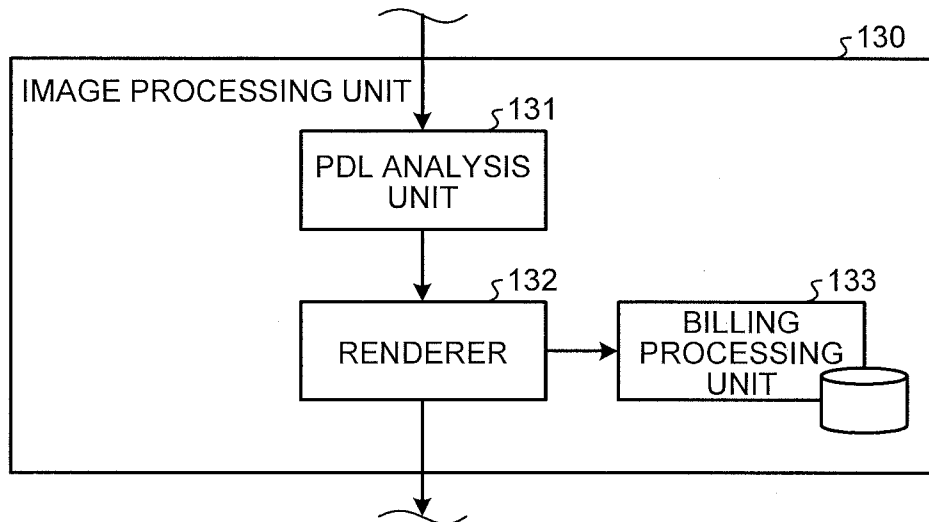 130
IMAGE PROCESSING UNIT
131
PDL ANALYSIS
UNIT
132
RENDERER
133
BILLING
PROCESSING
UNIT